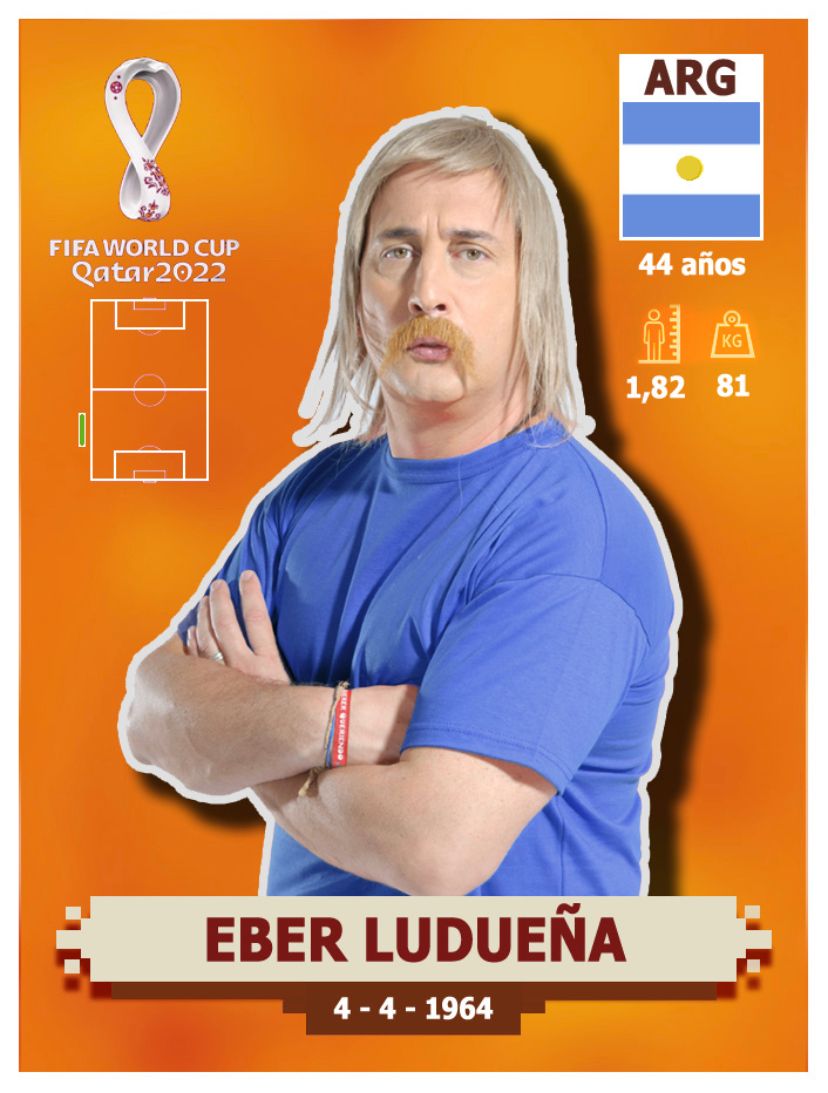 FIFA WORLD CUP
Qatar2022
ARG
44 años
KG
1,82
81
EBER LUDUEÑA
4 - 4 - 1964